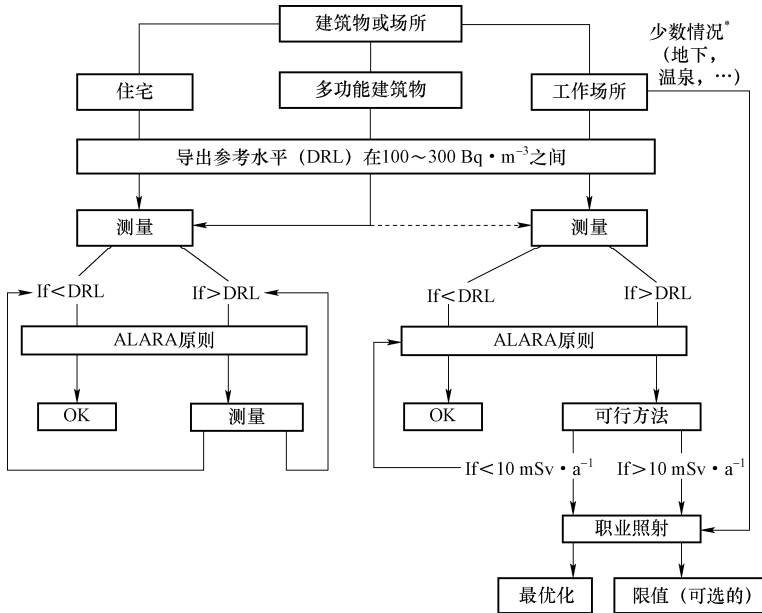 建筑物或场所
少数情况*
（地下，
温泉，…）
住宅
多功能建筑物
工作场所
导出参考水平（DRL）在100～300 Bq·m⁻³之间
测量
测量
If＜DRL
If＞DRL
If＜DRL
If＞DRL
ALARA原则
ALARA原则
OK
测量
OK
可行方法
If＜10 mSv·a⁻¹
If＞10 mSv·a⁻¹
职业照射
最优化
限值（可选的）